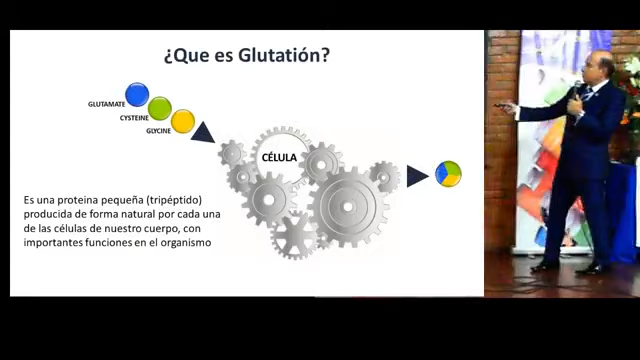 ¿Que es Glutatión?
GLUTAMATE
CYSTEINE
GLYCINE
CÉLULA
Es una proteina pequeña (tripéptido)
producida de forma natural por cada una
de las células de nuestro cuerpo, con
importantes funciones en el organismo